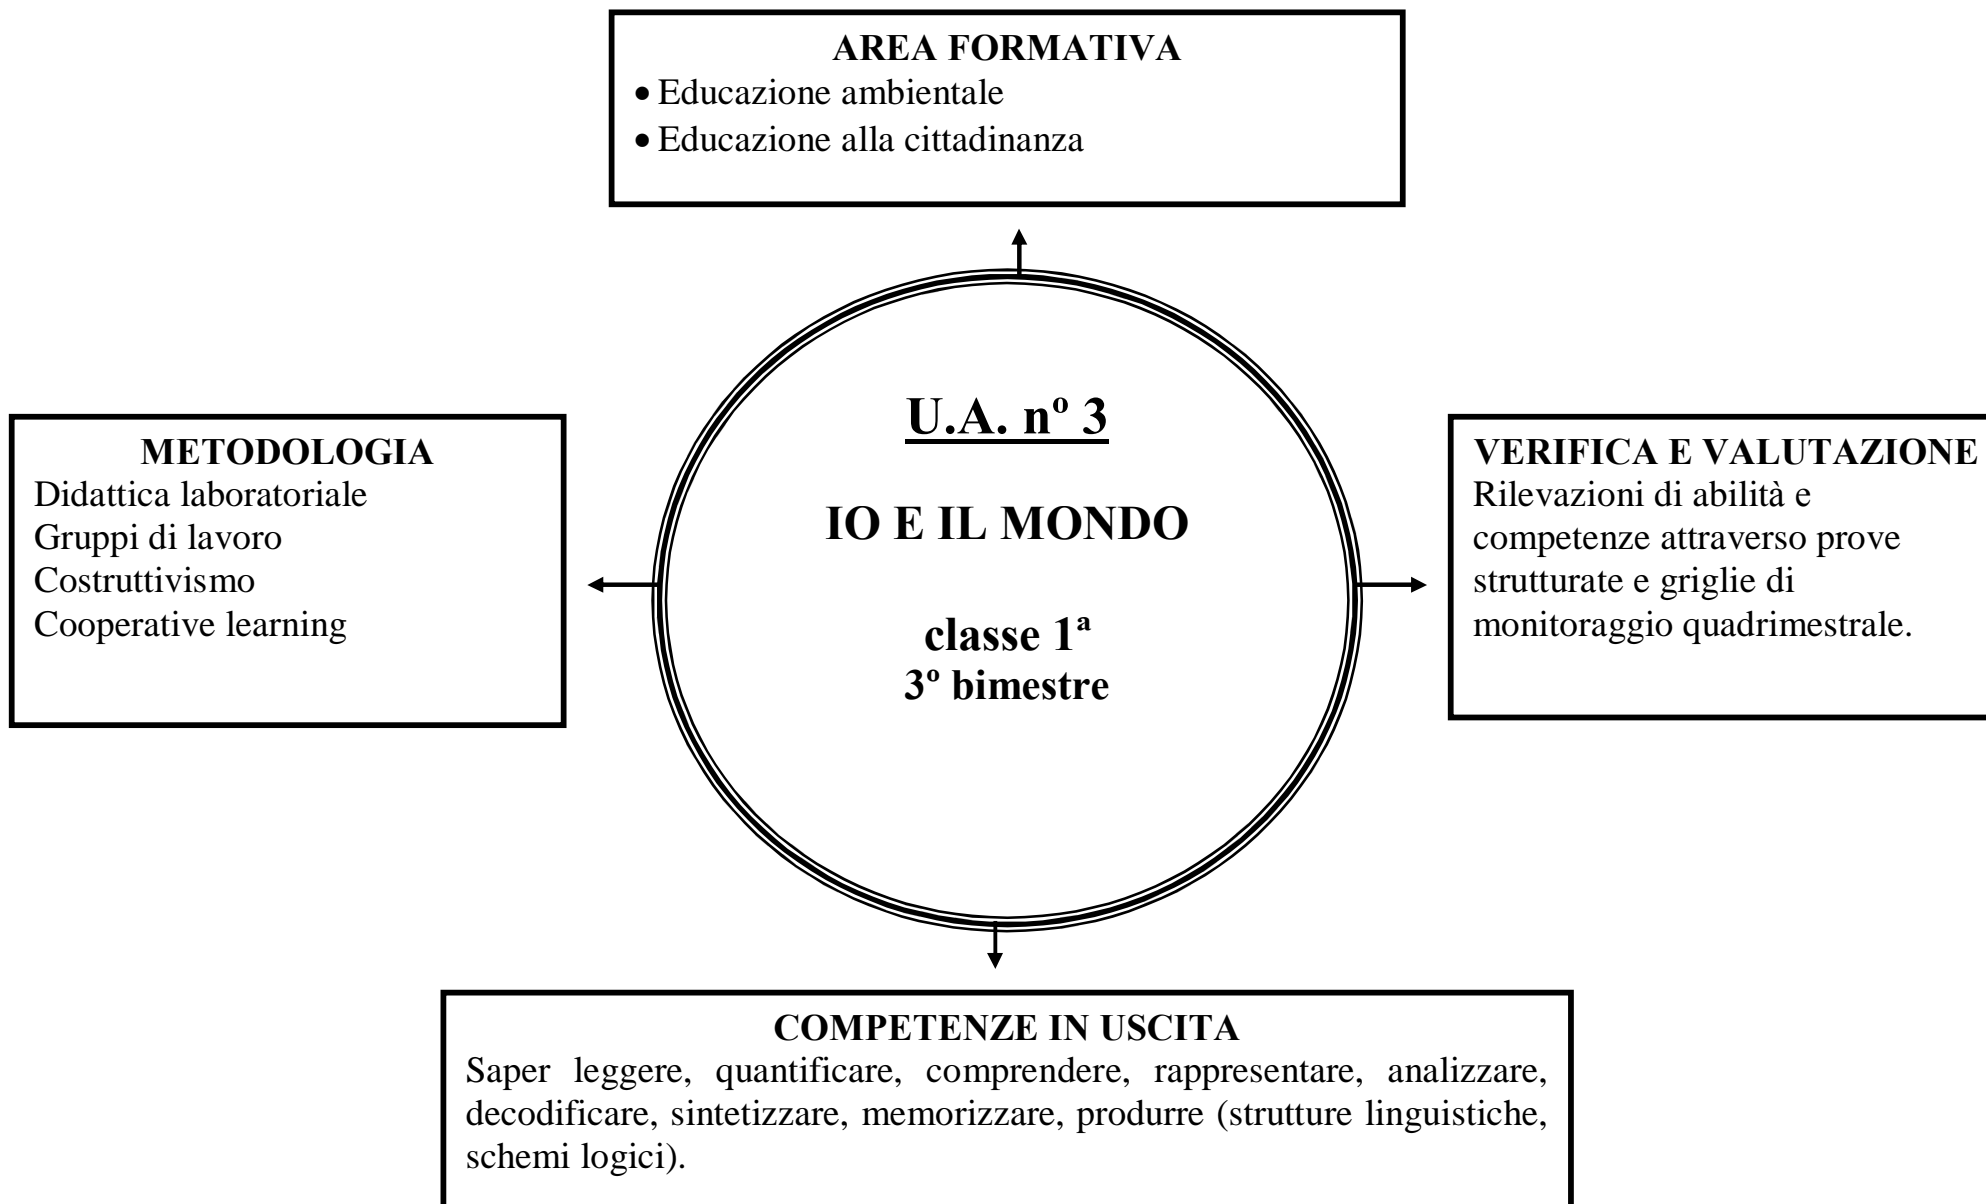 AREA FORMATIVA
• Educazione ambientale
• Educazione alla cittadinanza
METODOLOGIA
Didattica laboratoriale
Gruppi di lavoro
Costruttivismo
Cooperative learning
U.A. nº 3
IO E IL MONDO
classe 1ª
3º bimestre
VERIFICA E VALUTAZIONE
Rilevazioni di abilità e
competenze attraverso prove
strutturate e griglie di
monitoraggio quadrimestrale.
COMPETENZE IN USCITA
Saper leggere, quantificare, comprendere, rappresentare, analizzare,
decodificare, sintetizzare, memorizzare, produrre (strutture linguistiche,
schemi logici).